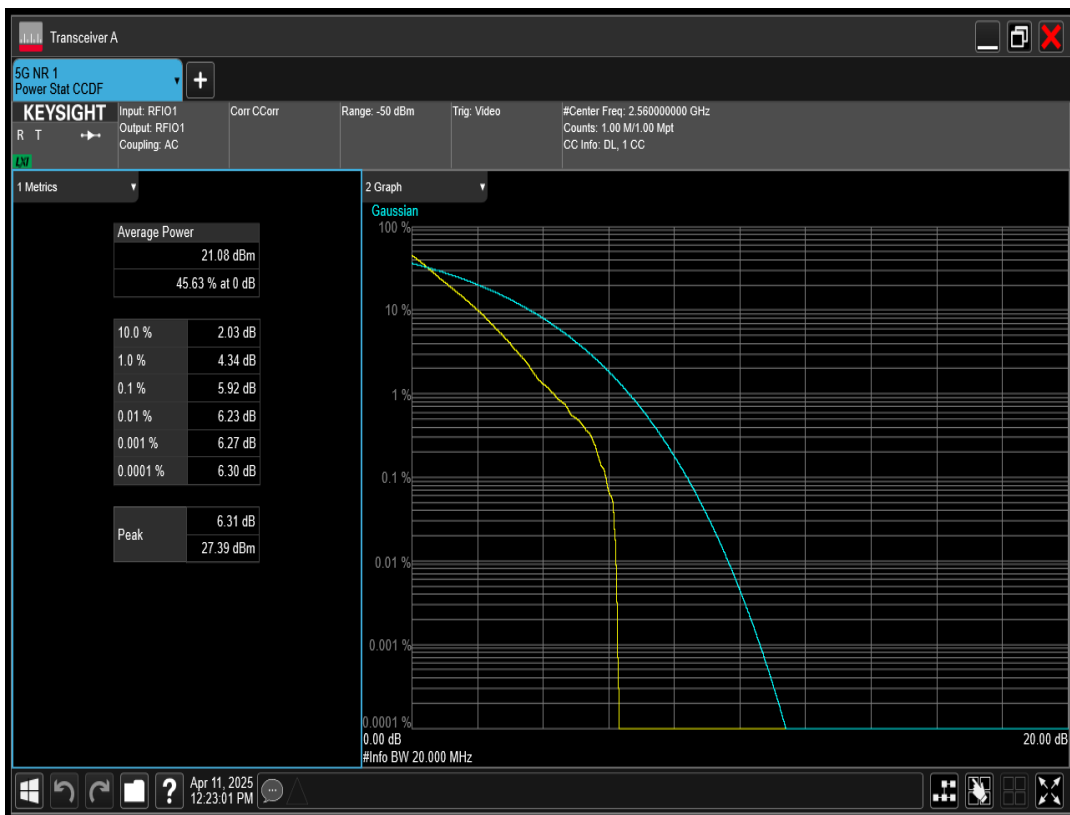 Transceiver A
5G NR 1
Power Stat CCDF
+
KEYSIGHT
R T
LXI
Input: RFIO1
Output: RFIO1
Coupling: AC
Corr CCorr
Range: -50 dBm
Trig: Video
#Center Freq: 2.560000000 GHz
Counts: 1.00 M/1.00 Mpt
CC Info: DL, 1 CC
1 Metrics
Average Power
21.08 dBm
45.63 % at 0 dB
10.0 % 2.03 dB
1.0 % 4.34 dB
0.1 % 5.92 dB
0.01 % 6.23 dB
0.001 % 6.27 dB
0.0001 % 6.30 dB
Peak
6.31 dB
27.39 dBm
2 Graph
Gaussian
100 %
10 %
1 %
0.1 %
0.01 %
0.001 %
0.0001 %
0.00 dB 20.00 dB
#Info BW 20.000 MHz
?
Apr 11, 2025
12:23:01 PM